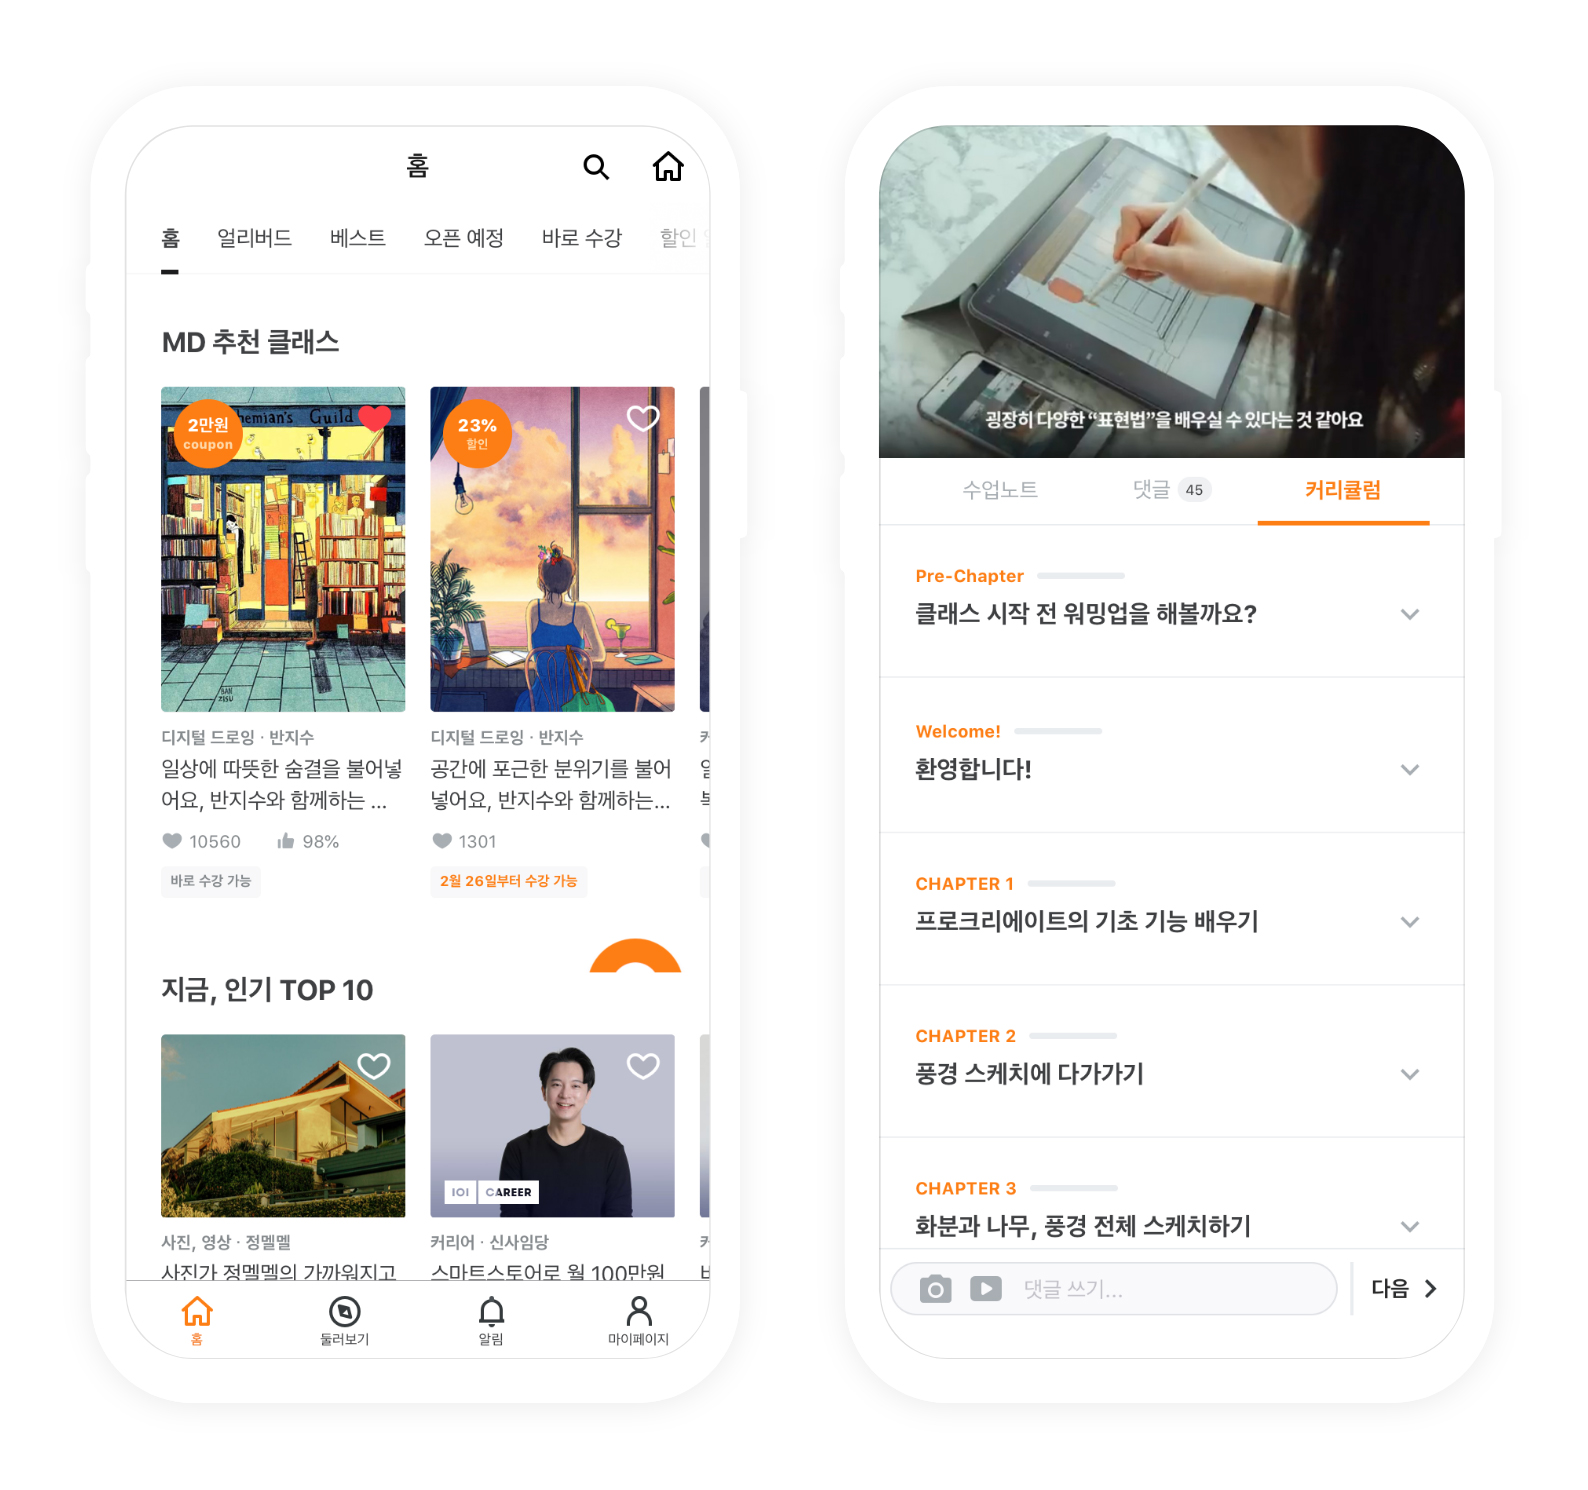 홈
홈 얼리버드 베스트 오픈 예정 바로 수강 할인
MD 추천 클래스
2만원
coupon
hemian's Guild
BAN
ZISU
23%
할인
디지털 드로잉 · 반지수
일상에 따뜻한 숨결을 불어넣
어요, 반지수와 함께하는 ...
10560 98%
바로 수강 가능
디지털 드로잉 · 반지수
공간에 포근한 분위기를 불어
넣어요, 반지수와 함께하는...
1301
2월 26일부터 수강 가능
지금, 인기 TOP 10
사진, 영상 · 정멜멜
사진가 정멜멜의 가까워지고
IOI CAREER
커리어 · 신사임당
스마트스토어로 월 100만원
홈 둘러보기 알림 마이페이지
굉장히 다양한 “표현법”을 배우실 수 있다는 것 같아요
수업노트 댓글 45 커리큘럼
Pre-Chapter
클래스 시작 전 워밍업을 해볼까요?
Welcome!
환영합니다!
CHAPTER 1
프로크리에이트의 기초 기능 배우기
CHAPTER 2
풍경 스케치에 다가가기
CHAPTER 3
화분과 나무, 풍경 전체 스케치하기
댓글 쓰기... 다음